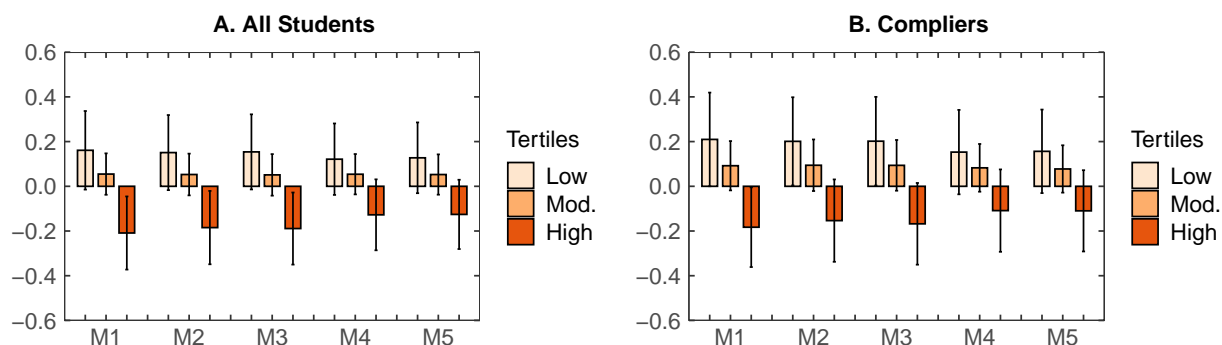 A. All Students
0.6
0.4
0.2
0.0
−0.2
−0.4
−0.6
M1 M2 M3 M4 M5
Tertiles
Low
Mod.
High
B. Compliers
0.6
0.4
0.2
0.0
−0.2
−0.4
−0.6
M1 M2 M3 M4 M5
Tertiles
Low
Mod.
High